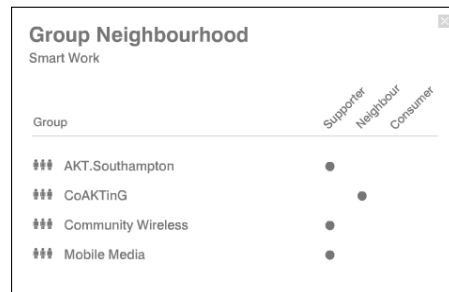 Group Neighbourhood
Smart Work
Group Supporter Neighbour Consumer
AKT.Southampton
CoAKTinG
Community Wireless
Mobile Media